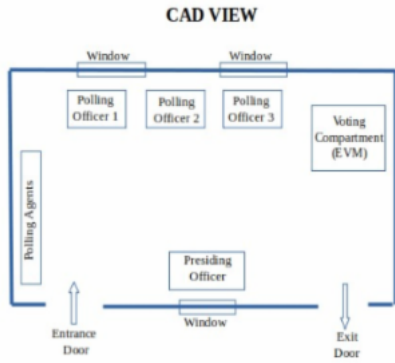 CAD VIEW
Window
Window
Polling
Officer 1
Polling
Officer 2
Polling
Officer 3
Voting
Compartment
(EVM)
Polling Agents
Presiding
Officer
Entrance
Door
Window
Exit
Door